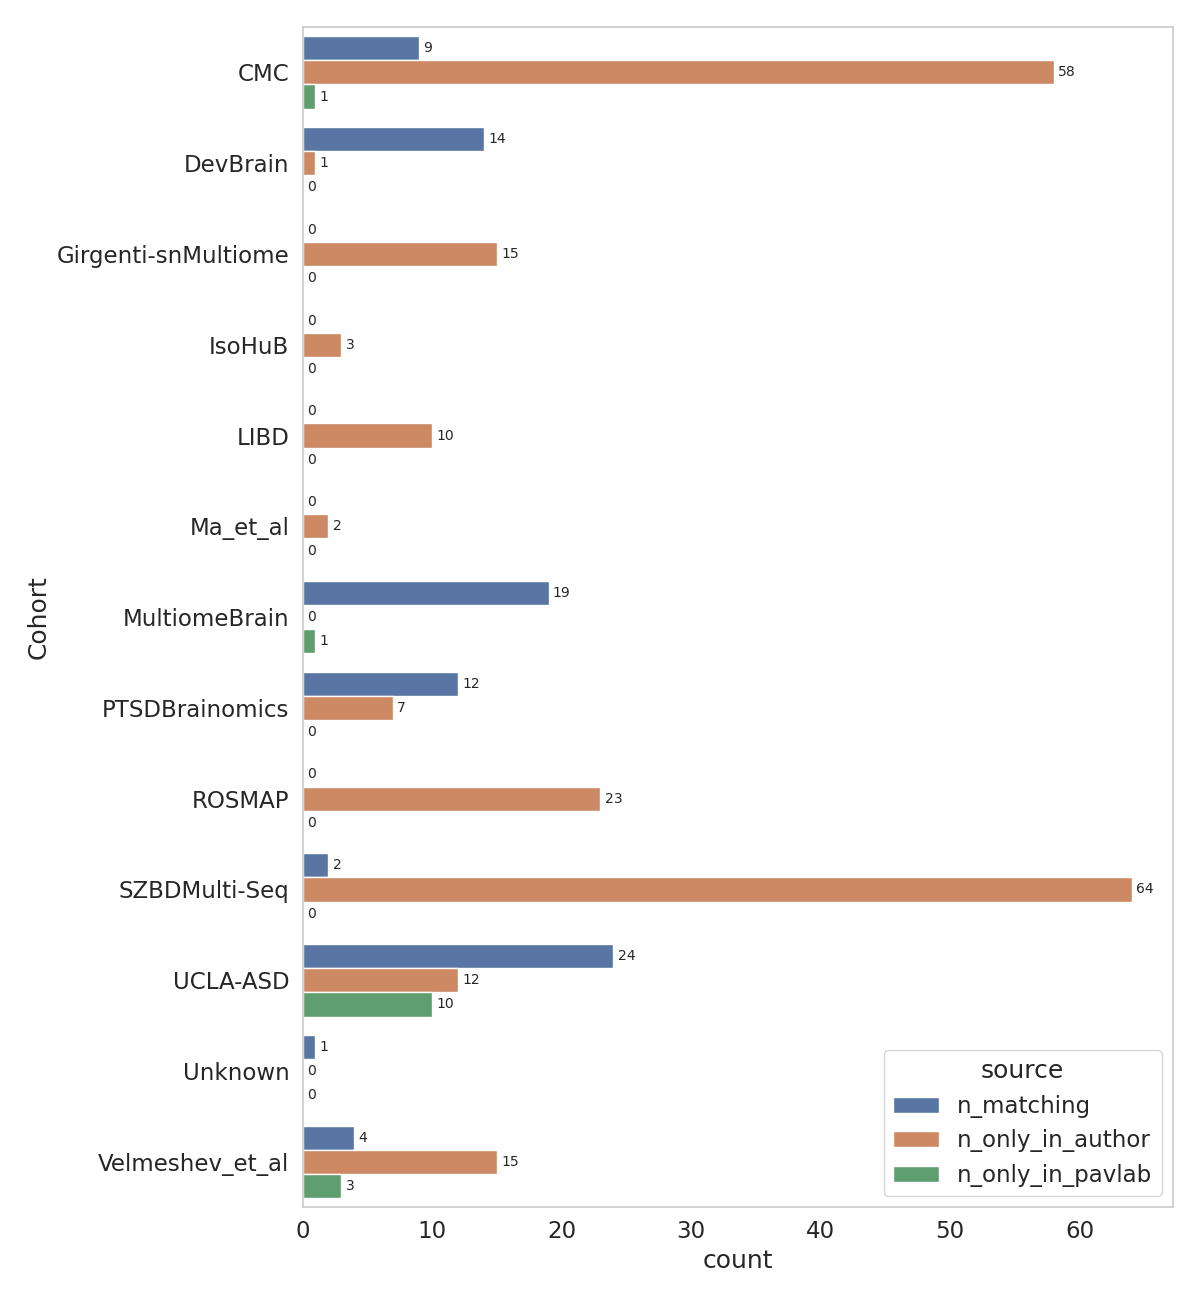 CMC
9
58
1
DevBrain
14
1
0
Girgenti-snMultiome
0
15
0
IsoHuB
0
3
0
LIBD
0
10
0
Ma_et_al
0
2
0
MultiomeBrain
19
0
1
PTSDBrainomics
12
7
0
ROSMAP
0
23
0
SZBDMulti-Seq
2
64
0
UCLA-ASD
24
12
10
Unknown
1
0
0
Velmeshev_et_al
4
15
3
Cohort
source
n_matching
n_only_in_author
n_only_in_pavlab
0 10 20 30 40 50 60
count